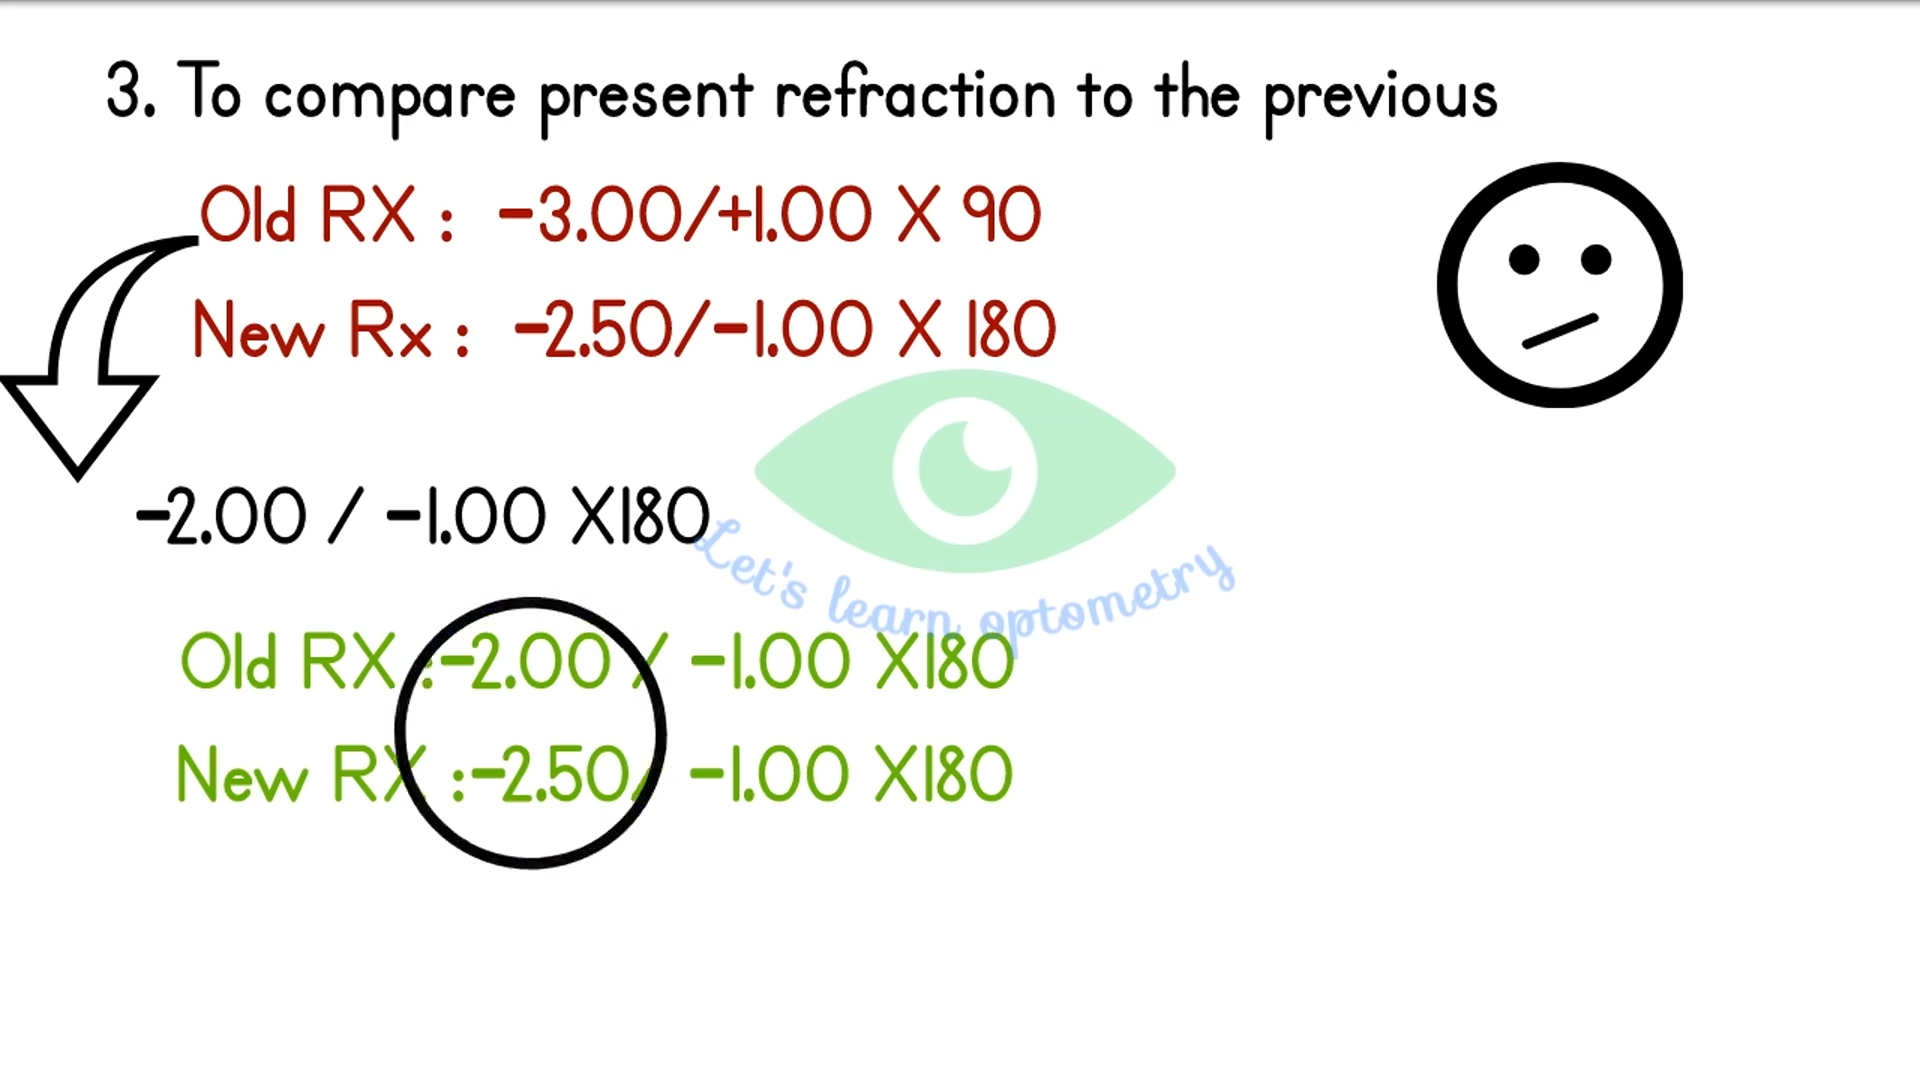 3. To compare present refraction to the previous
Old RX : -3.00/+1.00 X 90
New Rx : -2.50/-1.00 X 180
-2.00 / -1.00 X180
Let's learn optometry
Old RX :-2.00 / -1.00 X180
New RX :-2.50/ -1.00 X180